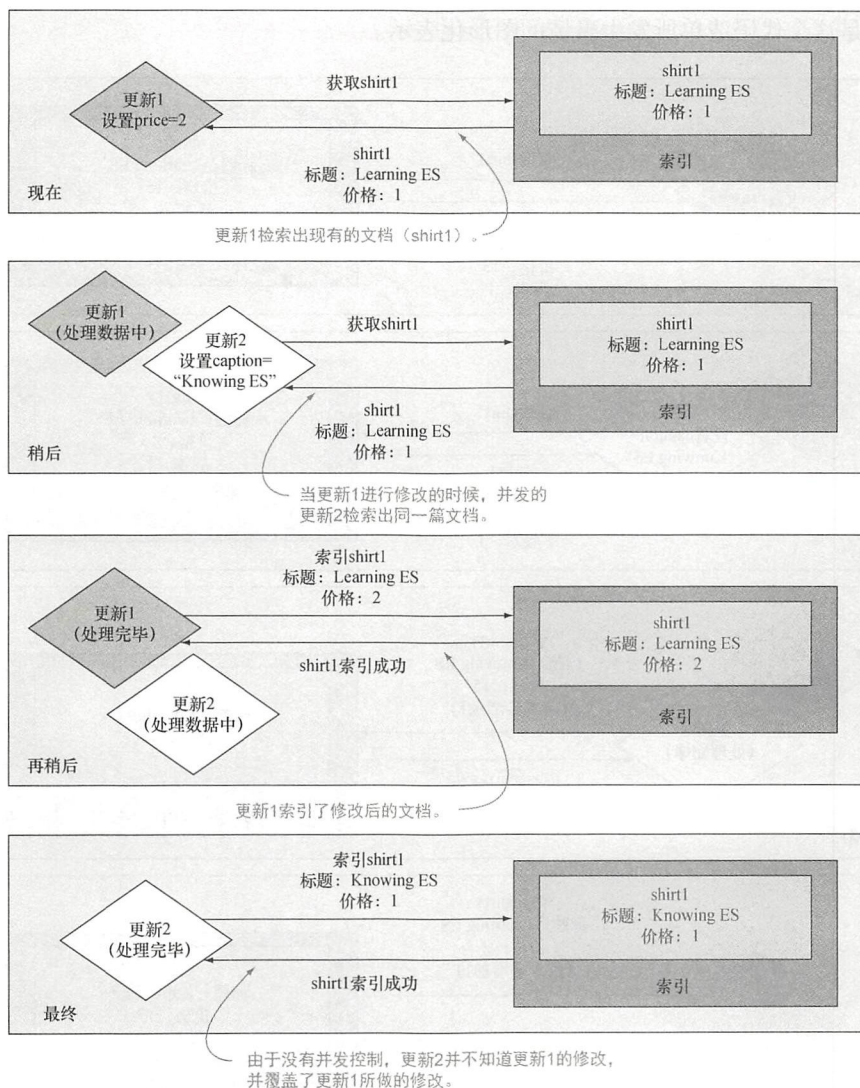 更新1
设置price=2
获取shirt1
shirt1
标题：Learning ES
价格：1
shirt1
标题：Learning ES
价格：1
索引
现在
更新1检索出现有的文档（shirt1）。
更新1
（处理数据中）
更新2
设置caption=
“Knowing ES”
获取shirt1
shirt1
标题：Learning ES
价格：1
shirt1
标题：Learning ES
价格：1
索引
稍后
当更新1进行修改的时候，并发的
更新2检索出同一篇文档。
更新1
（处理完毕）
更新2
（处理数据中）
索引shirt1
标题：Learning ES
价格：2
shirt1索引成功
shirt1
标题：Learning ES
价格：2
索引
再稍后
更新1索引了修改后的文档。
更新2
（处理完毕）
索引shirt1
标题：Knowing ES
价格：1
shirt1索引成功
shirt1
标题：Knowing ES
价格：1
索引
最终
由于没有并发控制，更新2并不知道更新1的修改，
并覆盖了更新1所做的修改。